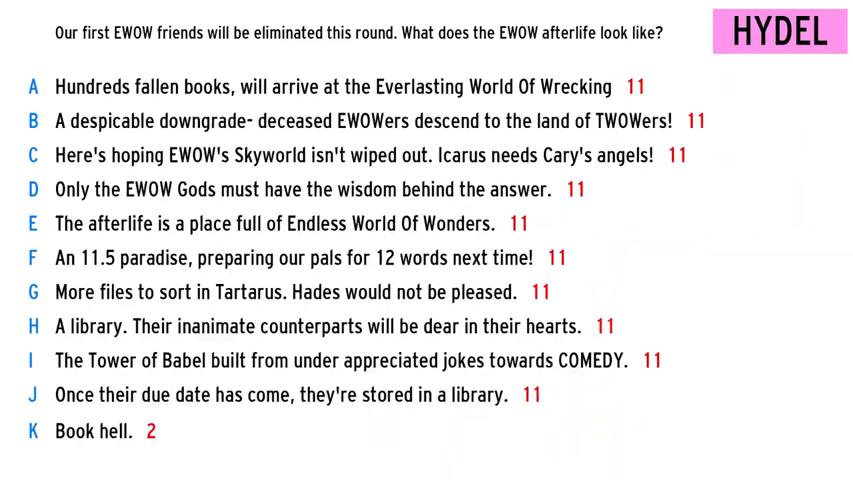 Our first EWOW friends will be eliminated this round. What does the EWOW afterlife look like?
HYDEL
A Hundreds fallen books, will arrive at the Everlasting World Of Wrecking 11
B A despicable downgrade- deceased EWOWers descend to the land of TWOWers! 11
C Here's hoping EWOW's Skyworld isn't wiped out. Icarus needs Cary's angels! 11
D Only the EWOW Gods must have the wisdom behind the answer. 11
E The afterlife is a place full of Endless World Of Wonders. 11
F An 11.5 paradise, preparing our pals for 12 words next time! 11
G More files to sort in Tartarus. Hades would not be pleased. 11
H A library. Their inanimate counterparts will be dear in their hearts. 11
I The Tower of Babel built from under appreciated jokes towards COMEDY. 11
J Once their due date has come, they're stored in a library. 11
K Book hell. 2